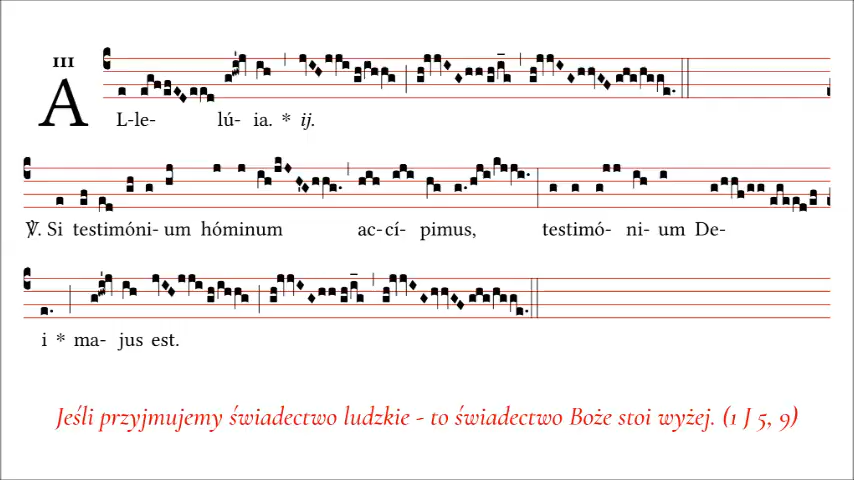 III
AL-le- lú- ia. * ij.
℣. Si testimóni- um hóminum ac-cí- pimus, testimó- ni- um De-
i * ma- jus est.
Jeśli przyjmujemy świadectwo ludzkie - to świadectwo Boże stoi wyżej. (1 J 5, 9)